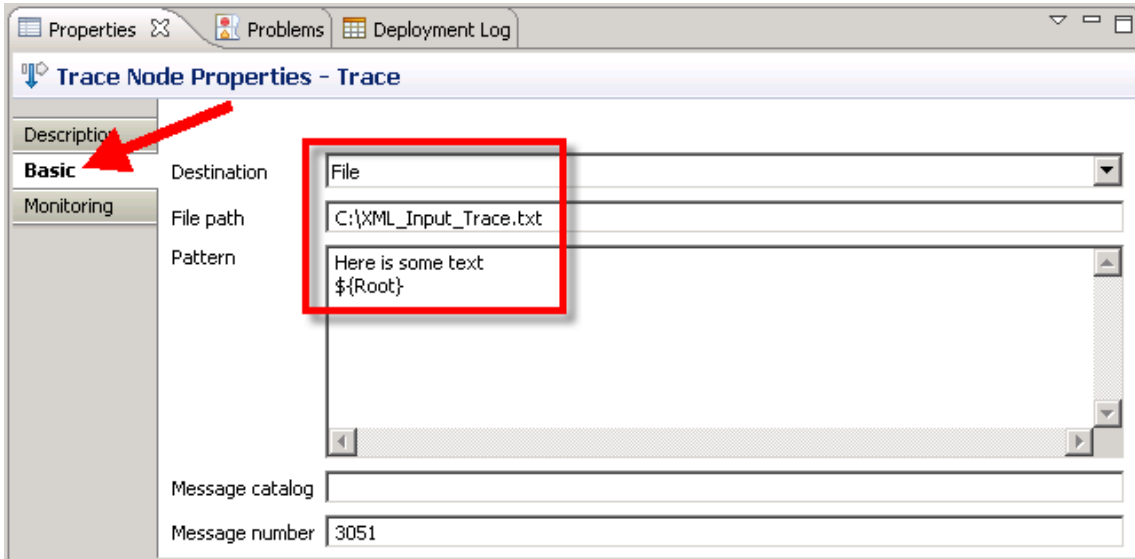 Properties Problems Deployment Log
Trace Node Properties - Trace
Description
Basic
Monitoring
Destination File
File path C:\XML_Input_Trace.txt
Pattern Here is some text
${Root}
Message catalog
Message number 3051